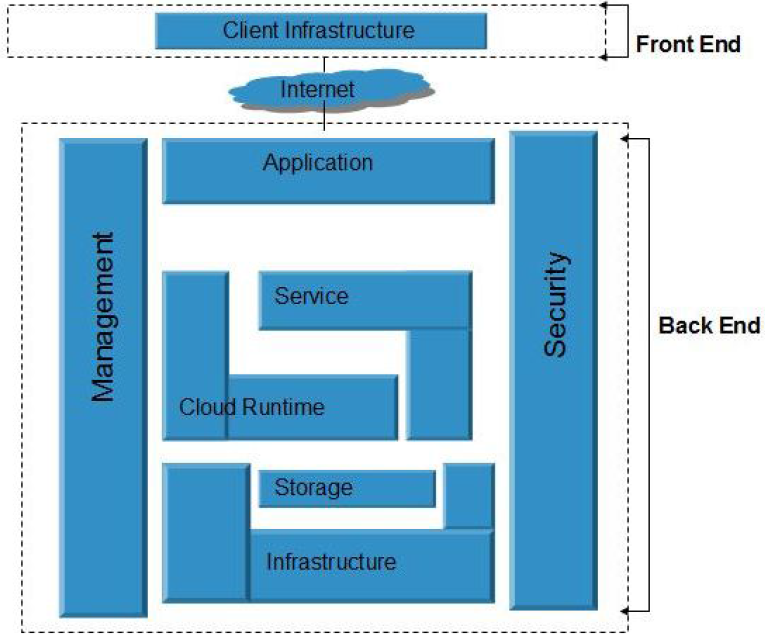 Client Infrastructure
Front End
Internet
Application
Management
Security
Service
Back End
Cloud Runtime
Storage
Infrastructure